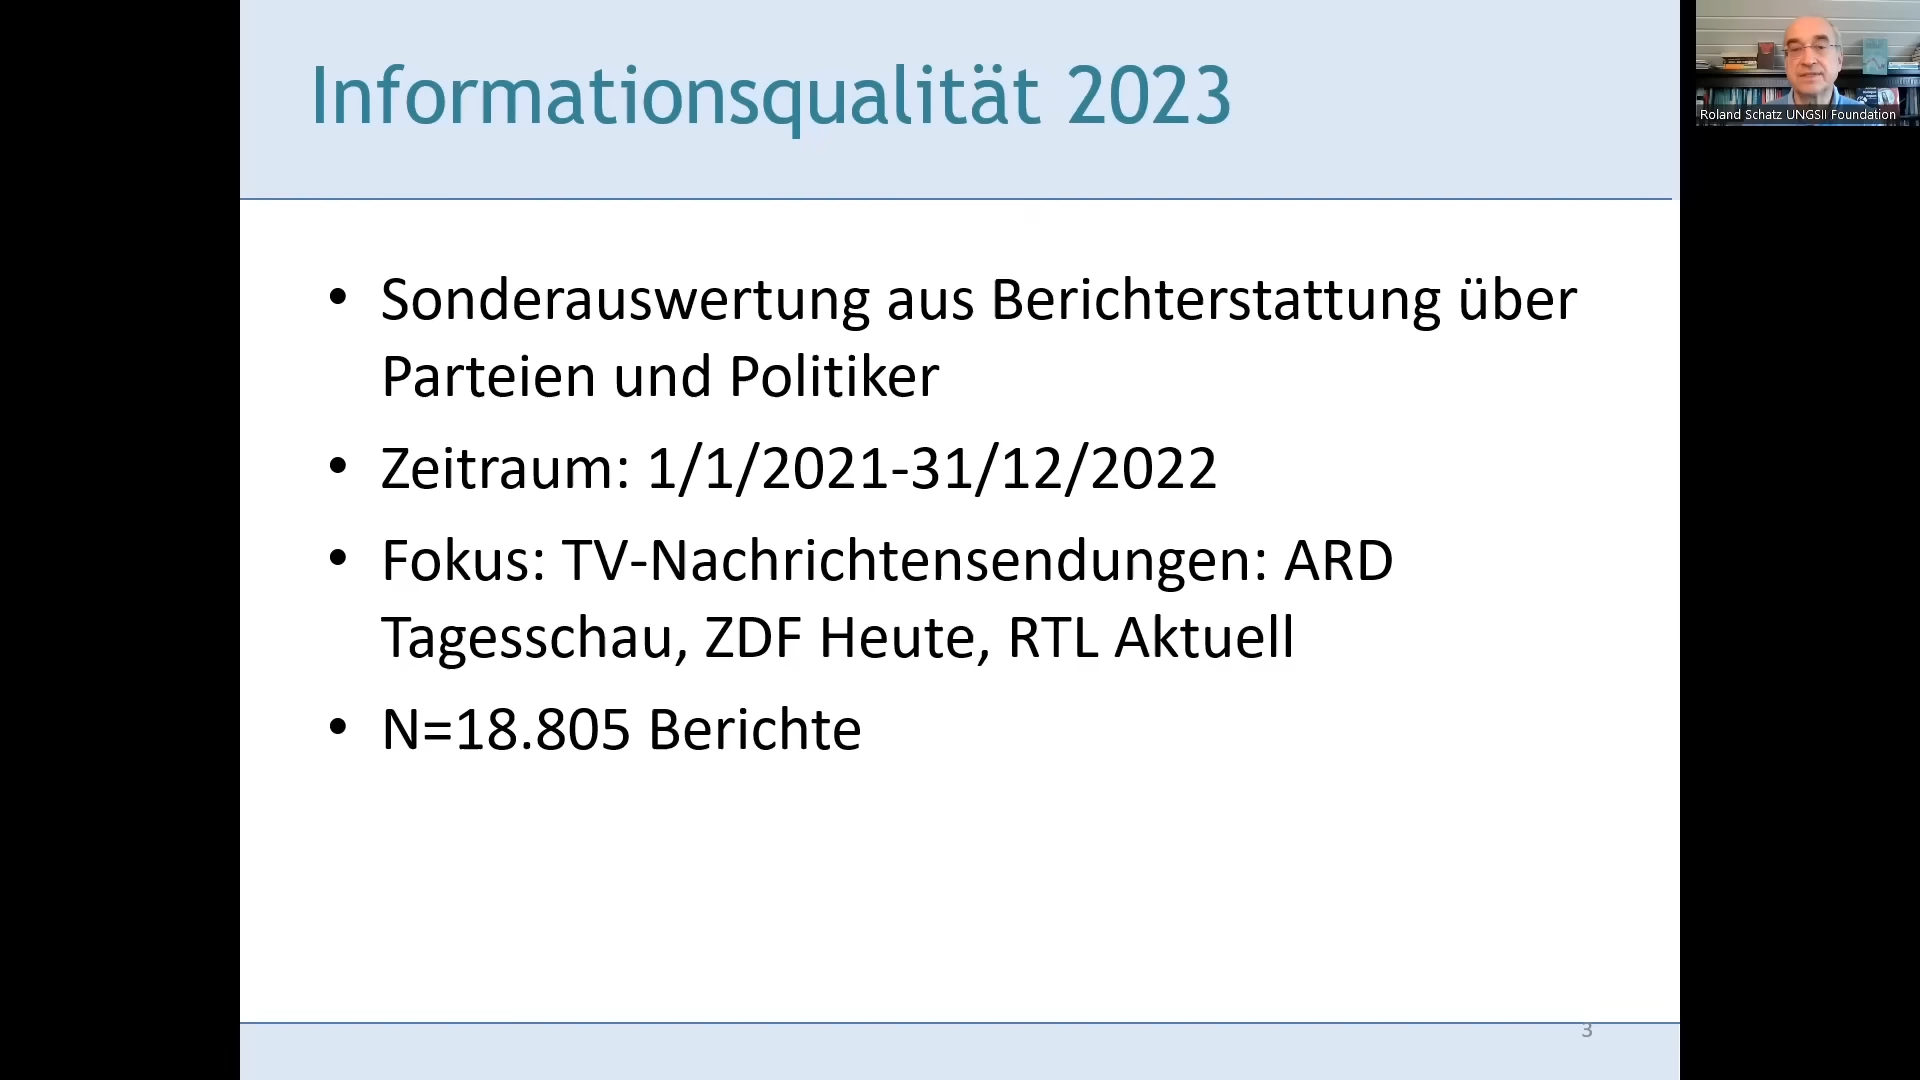 Informationsqualität 2023
Roland Schatz UNGSII Foundation
• Sonderauswertung aus Berichterstattung über
Parteien und Politiker
• Zeitraum: 1/1/2021-31/12/2022
• Fokus: TV-Nachrichtensendungen: ARD
Tagesschau, ZDF Heute, RTL Aktuell
• N=18.805 Berichte
3